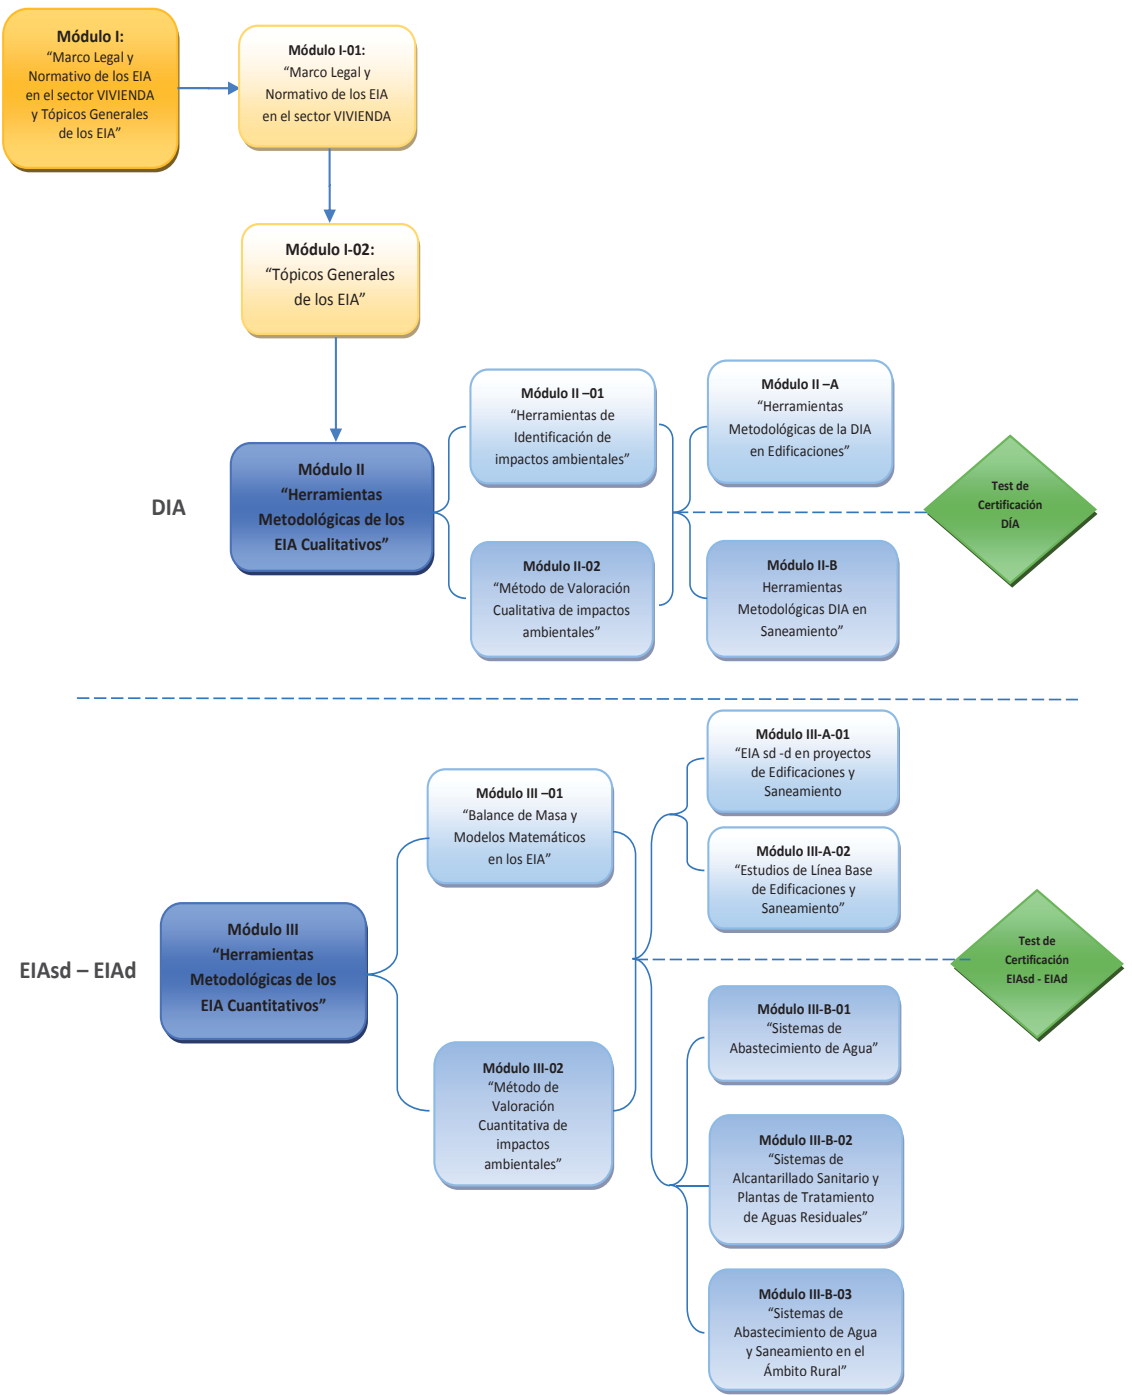 Módulo I:
“Marco Legal y
Normativo de los EIA
en el sector VIVIENDA
y Tópicos Generales
de los EIA”
Módulo I-01:
“Marco Legal y
Normativo de los EIA
en el sector VIVIENDA
Módulo I-02:
“Tópicos Generales
de los EIA”
DIA
Módulo II
“Herramientas
Metodológicas de los
EIA Cualitativos”
Módulo II –01
“Herramientas de
Identificación de
impactos ambientales”
Módulo II-02
“Método de Valoración
Cualitativa de impactos
ambientales”
Módulo II –A
“Herramientas
Metodológicas de la DIA
en Edificaciones”
Módulo II-B
Herramientas
Metodológicas DIA en
Saneamiento”
Test de
Certificación
DÍA
EIAsd – EIAd
Módulo III
“Herramientas
Metodológicas de los
EIA Cuantitativos”
Módulo III –01
“Balance de Masa y
Modelos Matemáticos
en los EIA”
Módulo III-02
“Método de
Valoración
Cuantitativa de
impactos
ambientales”
Módulo III-A-01
“EIA sd -d en proyectos
de Edificaciones y
Saneamiento
Módulo III-A-02
“Estudios de Línea Base
de Edificaciones y
Saneamiento”
Módulo III-B-01
“Sistemas de
Abastecimiento de Agua”
Módulo III-B-02
“Sistemas de
Alcantarillado Sanitario y
Plantas de Tratamiento
de Aguas Residuales”
Módulo III-B-03
“Sistemas de
Abastecimiento de Agua
y Saneamiento en el
Ámbito Rural”
Test de
Certificación
EIAsd - EIAd